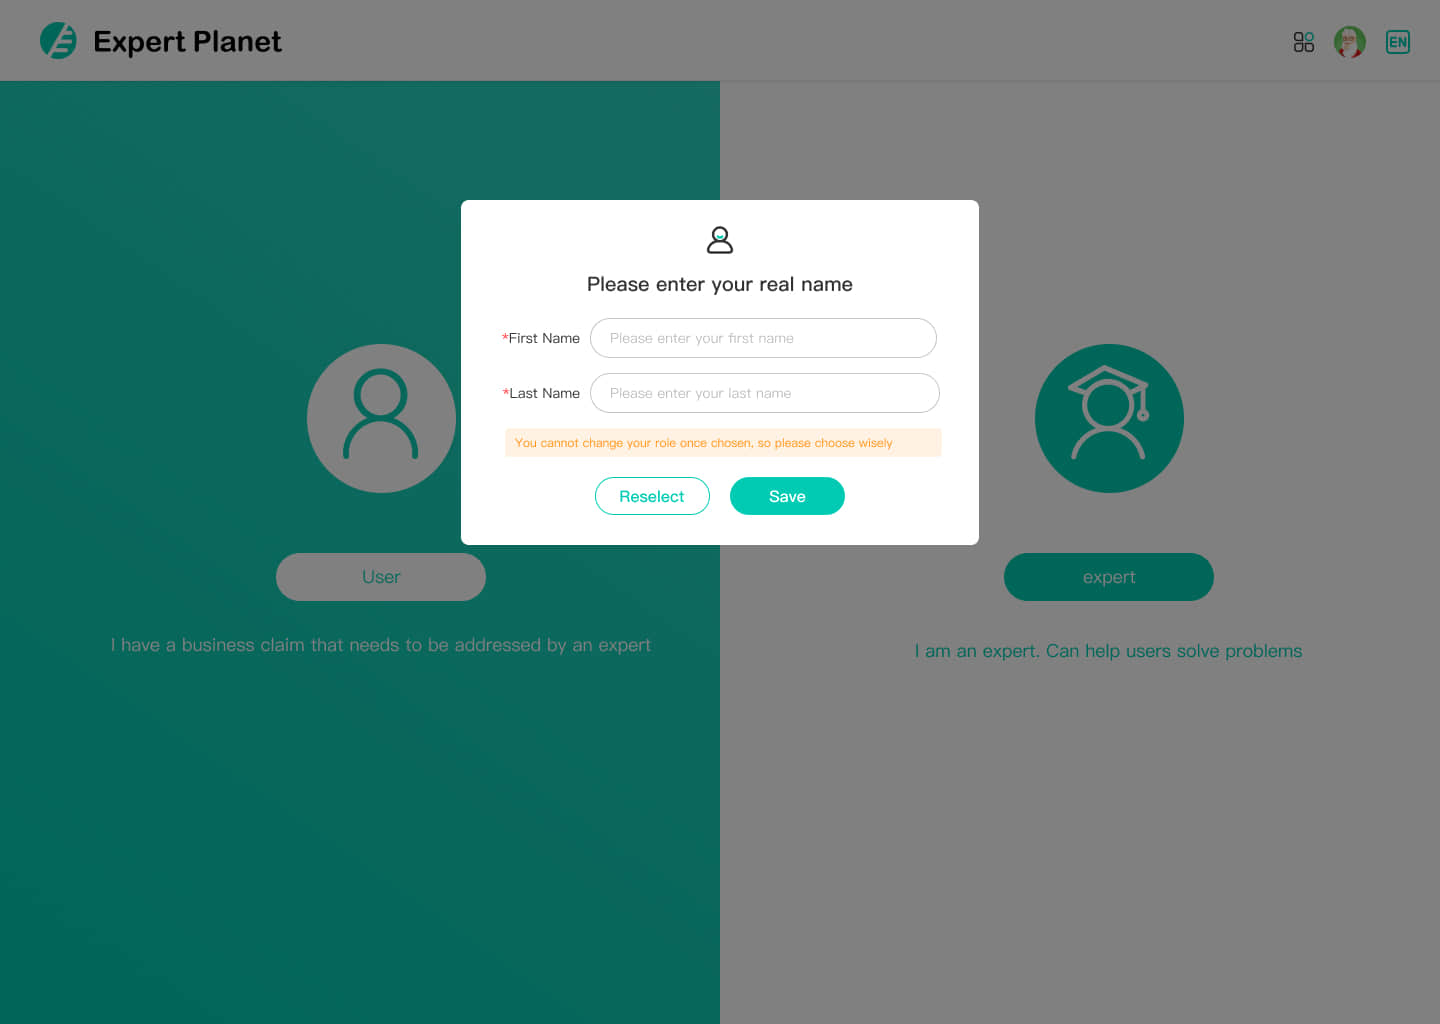 Expert Planet
EN
Please enter your real name
*First Name
Please enter your first name
*Last Name
Please enter your last name
You cannot change your role once chosen, so please choose wisely
Reselect
Save
User
I have a business claim that needs to be addressed by an expert
expert
I am an expert. Can help users solve problems